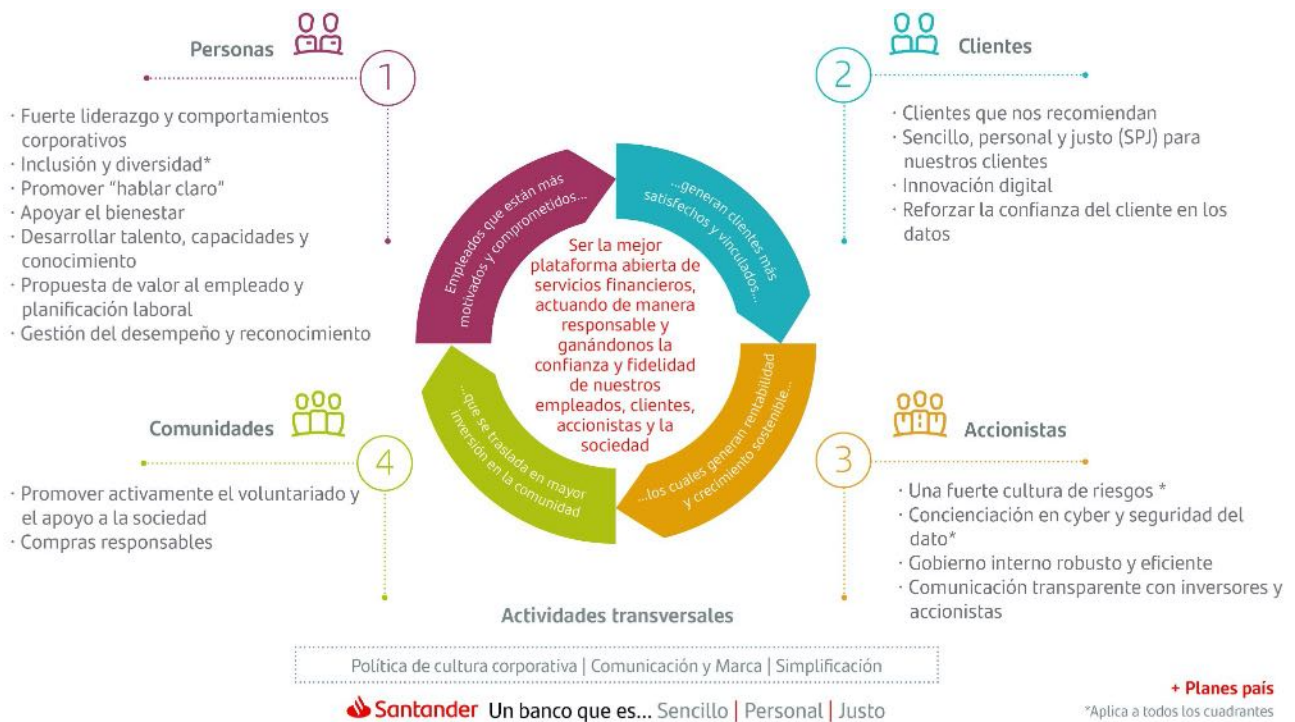 Personas
1
· Fuerte liderazgo y comportamientos
corporativos
· Inclusión y diversidad*
· Promover “hablar claro”
· Apoyar el bienestar
· Desarrollar talento, capacidades y
conocimiento
· Propuesta de valor al empleado y
planificación laboral
· Gestión del desempeño y reconocimiento
2
Clientes
· Clientes que nos recomiendan
· Sencillo, personal y justo (SPJ) para
nuestros clientes
· Innovación digital
· Reforzar la confianza del cliente en los
datos
Empleados que están más
motivados y comprometidos...
...generan clientes más
satisfechos y vinculados...
...los cuales generan rentabilidad
y crecimiento sostenible...
...que se traslada en mayor
inversión en la comunidad
Ser la mejor
plataforma abierta de
servicios financieros,
actuando de manera
responsable y
ganándonos la
confianza y fidelidad
de nuestros
empleados, clientes,
accionistas y la
sociedad
Comunidades
4
· Promover activamente el voluntariado y
el apoyo a la sociedad
· Compras responsables
3
Accionistas
· Una fuerte cultura de riesgos *
· Concienciación en cyber y seguridad del
dato*
· Gobierno interno robusto y eficiente
· Comunicación transparente con inversores y
accionistas
Actividades transversales
Política de cultura corporativa | Comunicación y Marca | Simplificación
Santander Un banco que es... Sencillo | Personal | Justo
+ Planes país
*Aplica a todos los cuadrantes